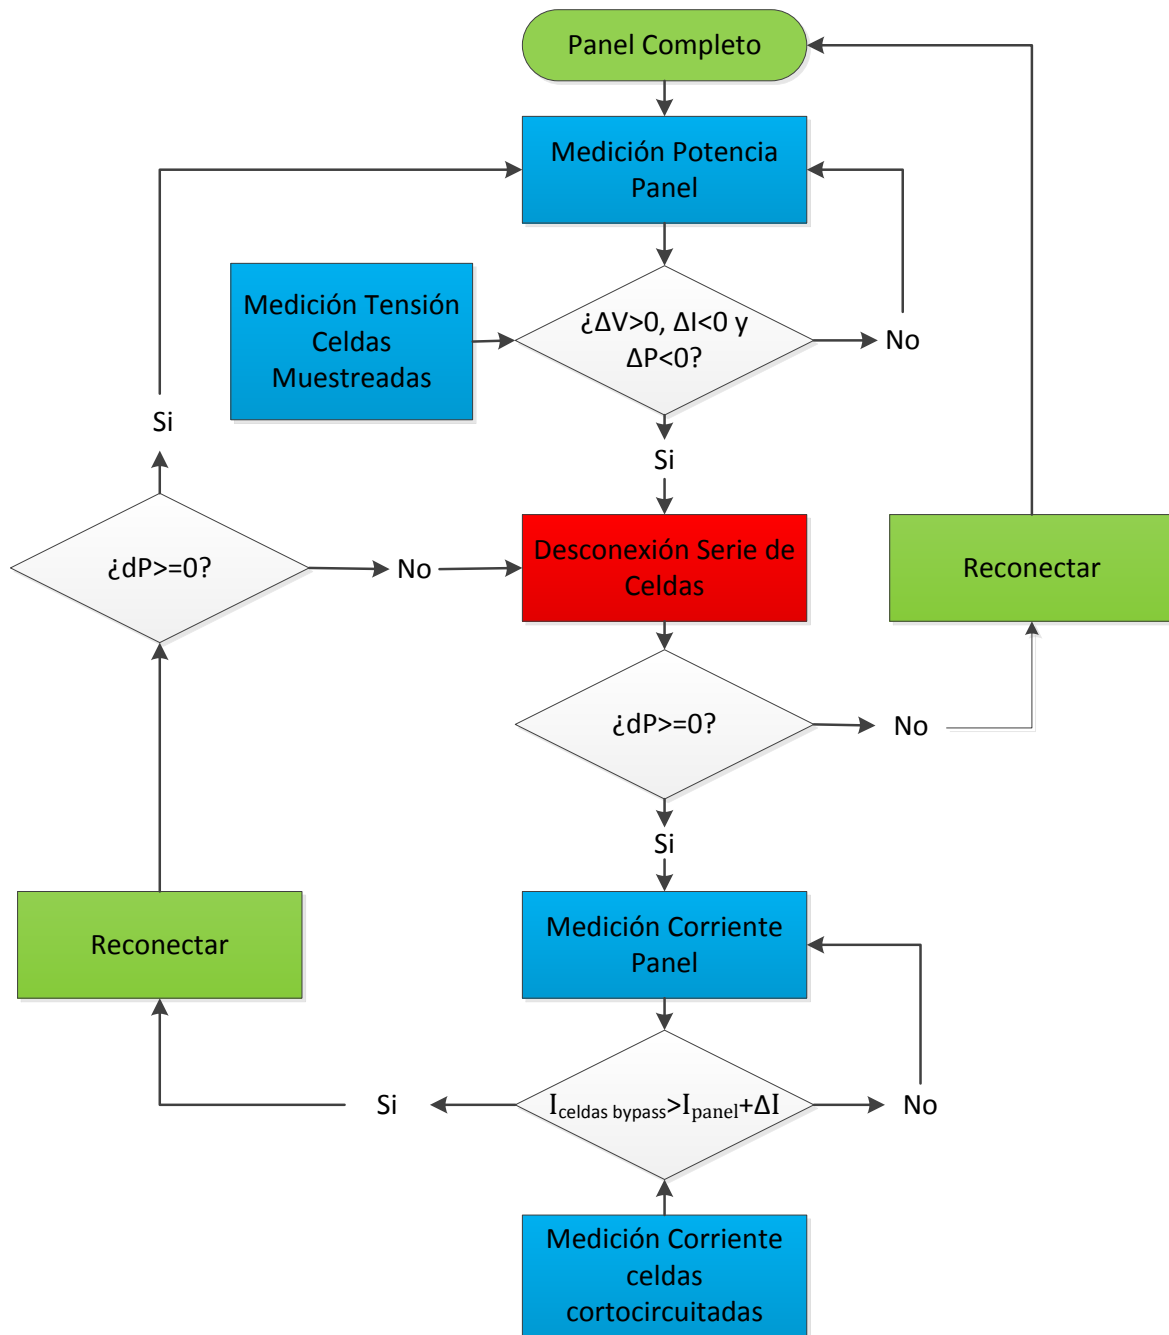 Panel Completo
Medición Potencia
Panel
Medición Tensión
Celdas
Muestreadas
¿ΔV>0, ΔI<0 y
ΔP<0?
No
Si
Si
Desconexión Serie de
Celdas
Reconectar
¿dP>=0?
No
¿dP>=0?
No
Si
Medición Corriente
Panel
Reconectar
Si
I celdas bypass>I panel+ΔI
No
Medición Corriente
celdas
cortocircuitadas